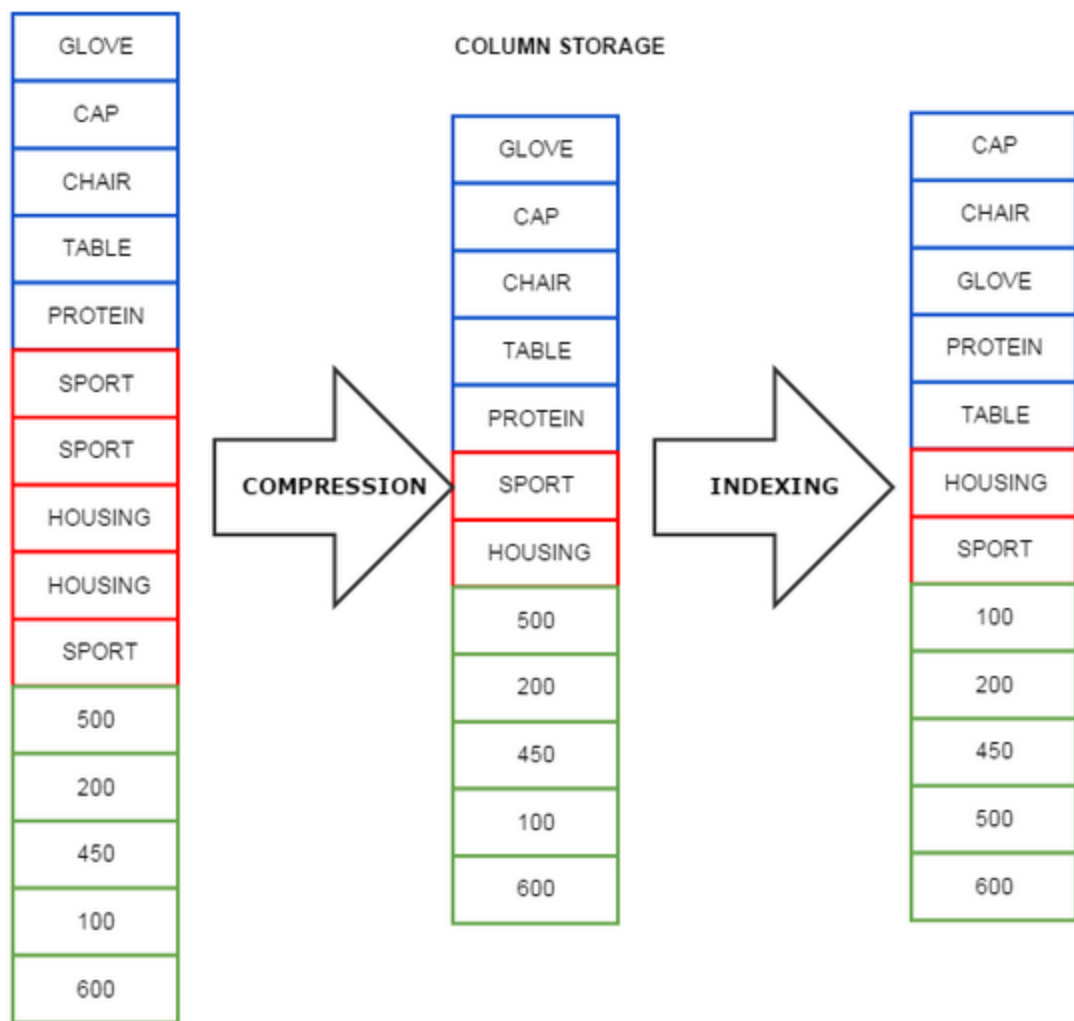 COLUMN STORAGE
GLOVE
CAP
CHAIR
TABLE
PROTEIN
SPORT
SPORT
HOUSING
HOUSING
SPORT
500
200
450
100
600
COMPRESSION
GLOVE
CAP
CHAIR
TABLE
PROTEIN
SPORT
HOUSING
500
200
450
100
600
INDEXING
CAP
CHAIR
GLOVE
PROTEIN
TABLE
HOUSING
SPORT
100
200
450
500
600